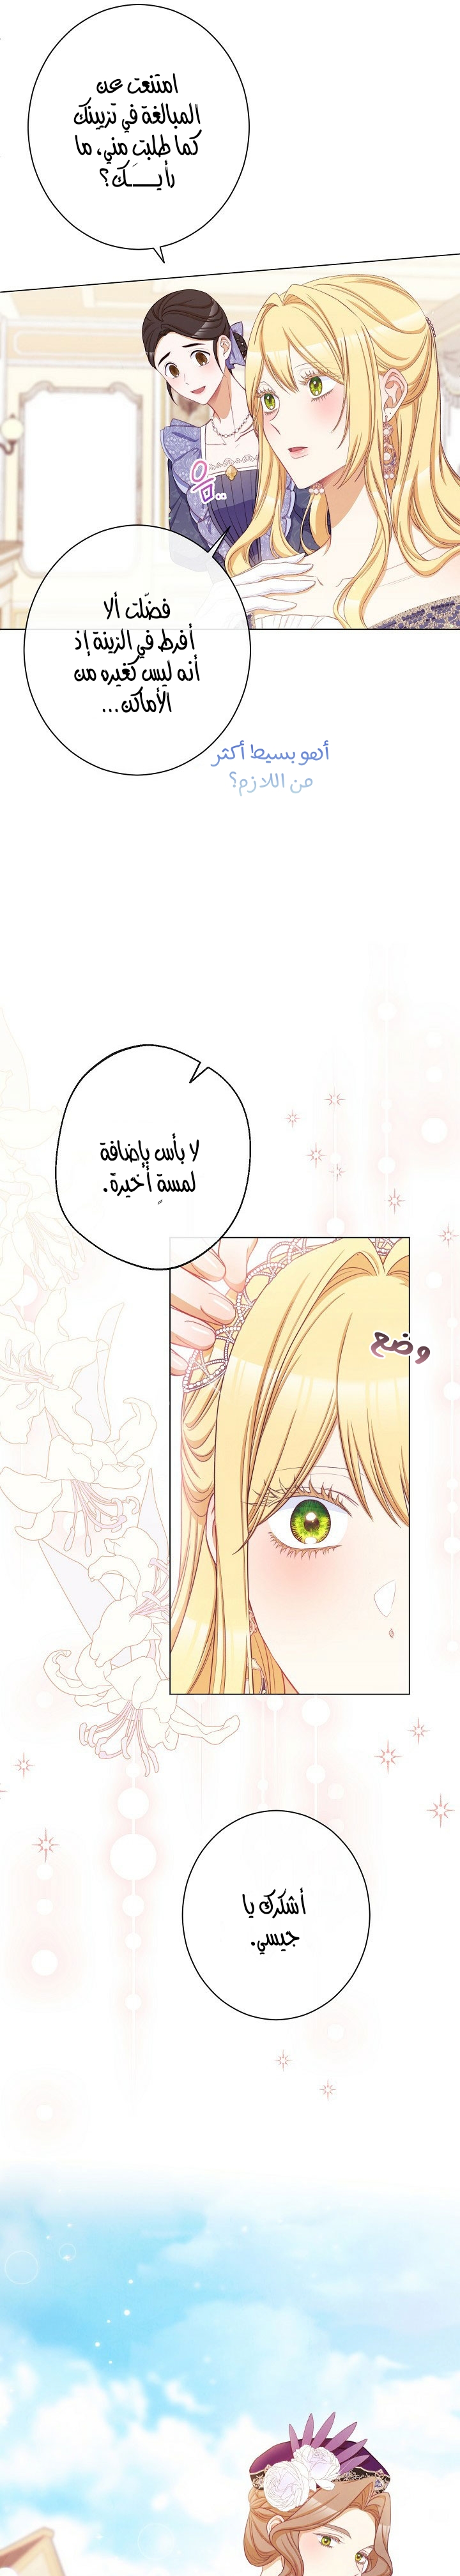 امتنعت عن
المبالغة في تزيينك
كما طلبتِ مني، ما
رأيـــكَ؟
음..
فضّلت ألا
أفرط في الزينة إذ
أنه ليس كغيره من
الأماكن...
أهو بسيط أكثر
من اللازم؟
لا بأس بإضافة
لمسةٍ أخيرة.
وضع
أشكرك يا
جيسي.